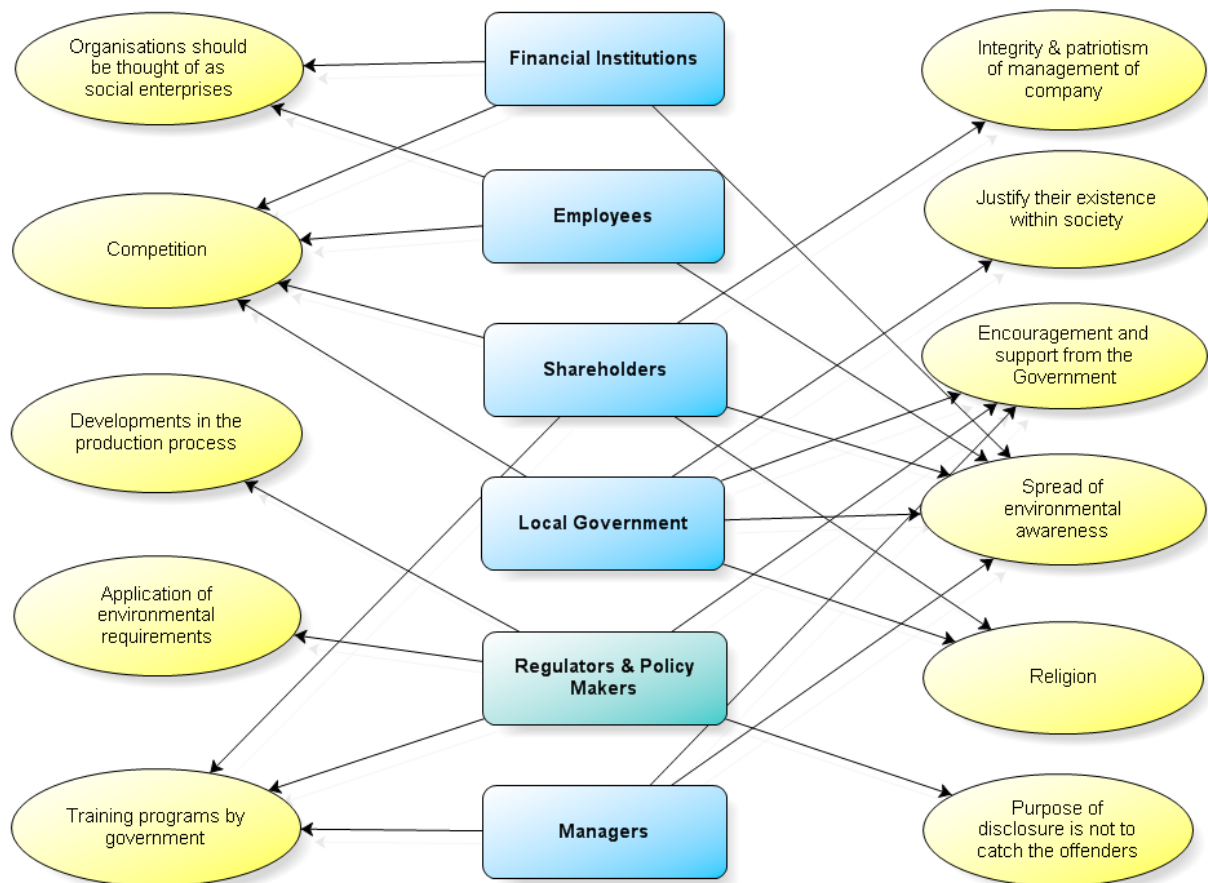 Organisations should
be thought of as
social enterprises
Financial Institutions
Integrity & patriotism
of management of
company
Employees
Justify their existence
within society
Competition
Shareholders
Encouragement and
support from the
Government
Developments in the
production process
Local Government
Spread of
environmental
awareness
Application of
environmental
requirements
Regulators & Policy
Makers
Religion
Training programs by
government
Managers
Purpose of
disclosure is not to
catch the offenders